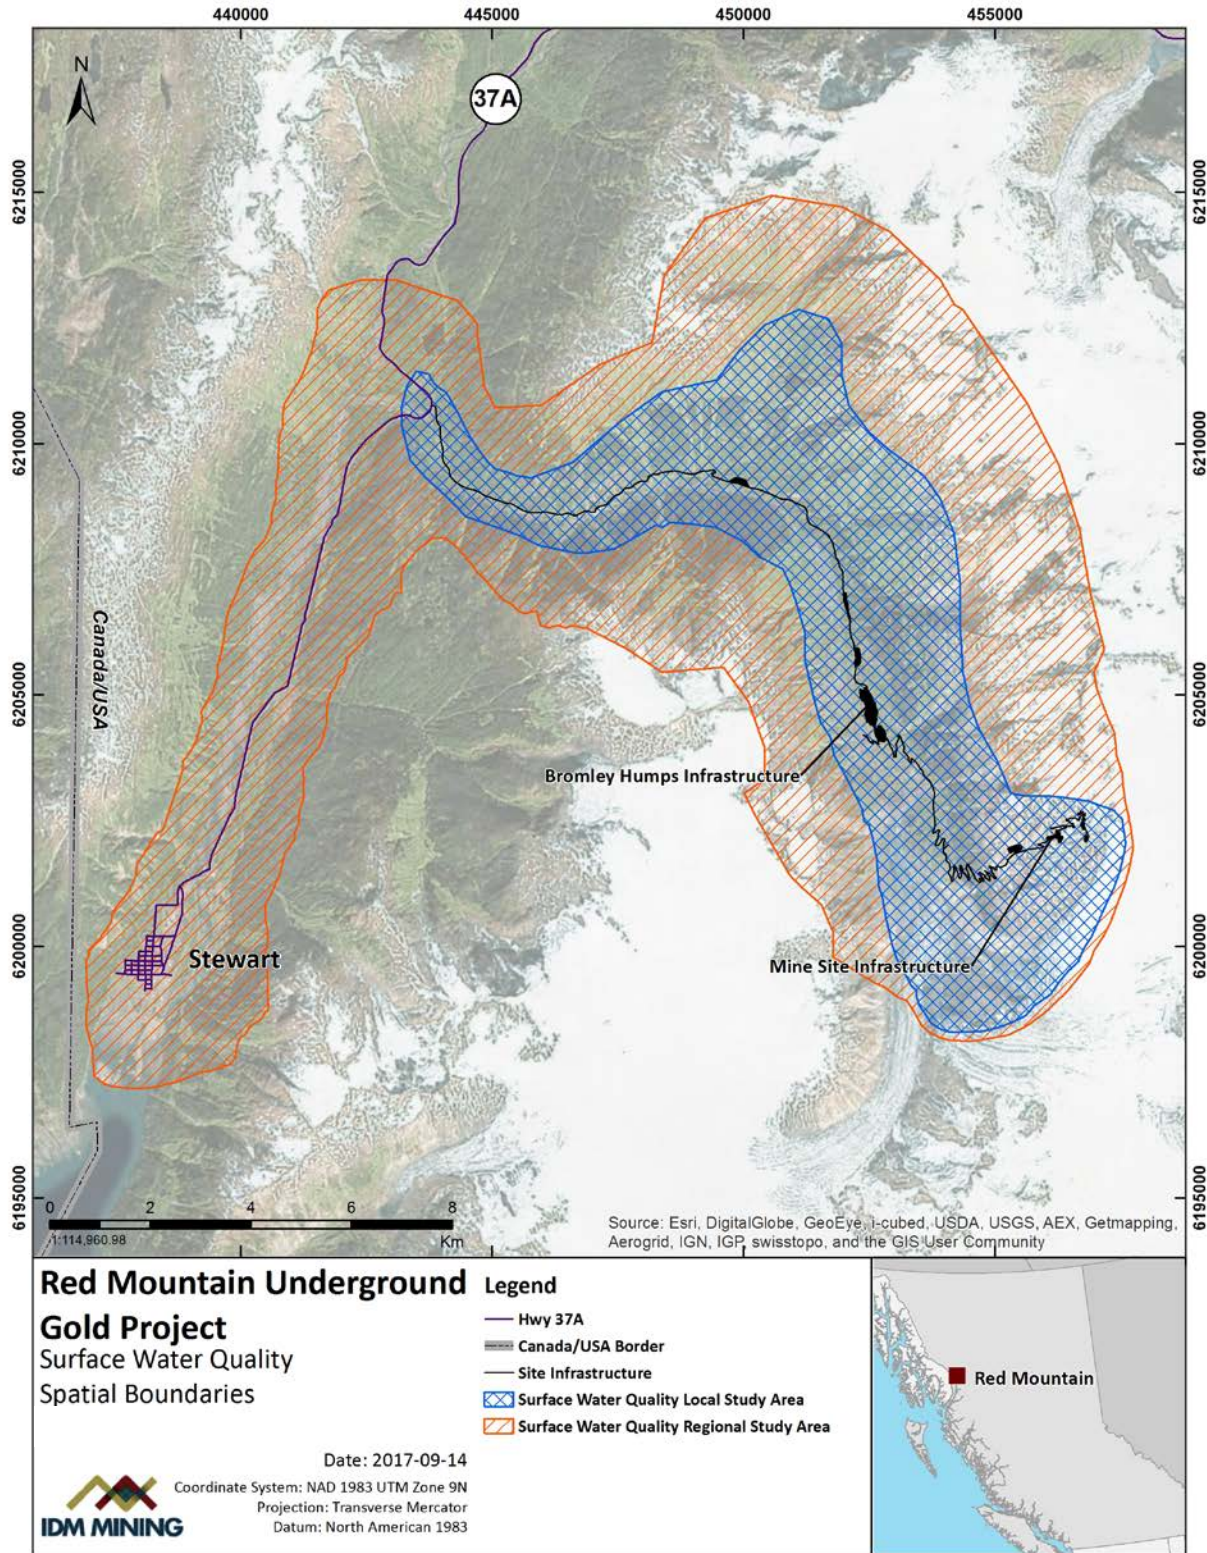 440000
445000
450000
455000
N
37A
6215000
6215000
6210000
6210000
Canada/USA
6205000
6205000
Bromley Humps Infrastructure
6200000
6200000
Stewart
Mine Site Infrastructure
6195000
6195000
0 2 4 6 8
1:114,960.98
Km
Source: Esri, DigitalGlobe, GeoEye, i-cubed, USDA, USGS, AEX, Getmapping,
Aerogrid, IGN, IGP, swisstopo, and the GIS User Community
Red Mountain Underground
Gold Project
Surface Water Quality
Spatial Boundaries
Legend
Hwy 37A
Canada/USA Border
Site Infrastructure
Surface Water Quality Local Study Area
Surface Water Quality Regional Study Area
Red Mountain
Date: 2017-09-14
Coordinate System: NAD 1983 UTM Zone 9N
Projection: Transverse Mercator
Datum: North American 1983
IDM MINING